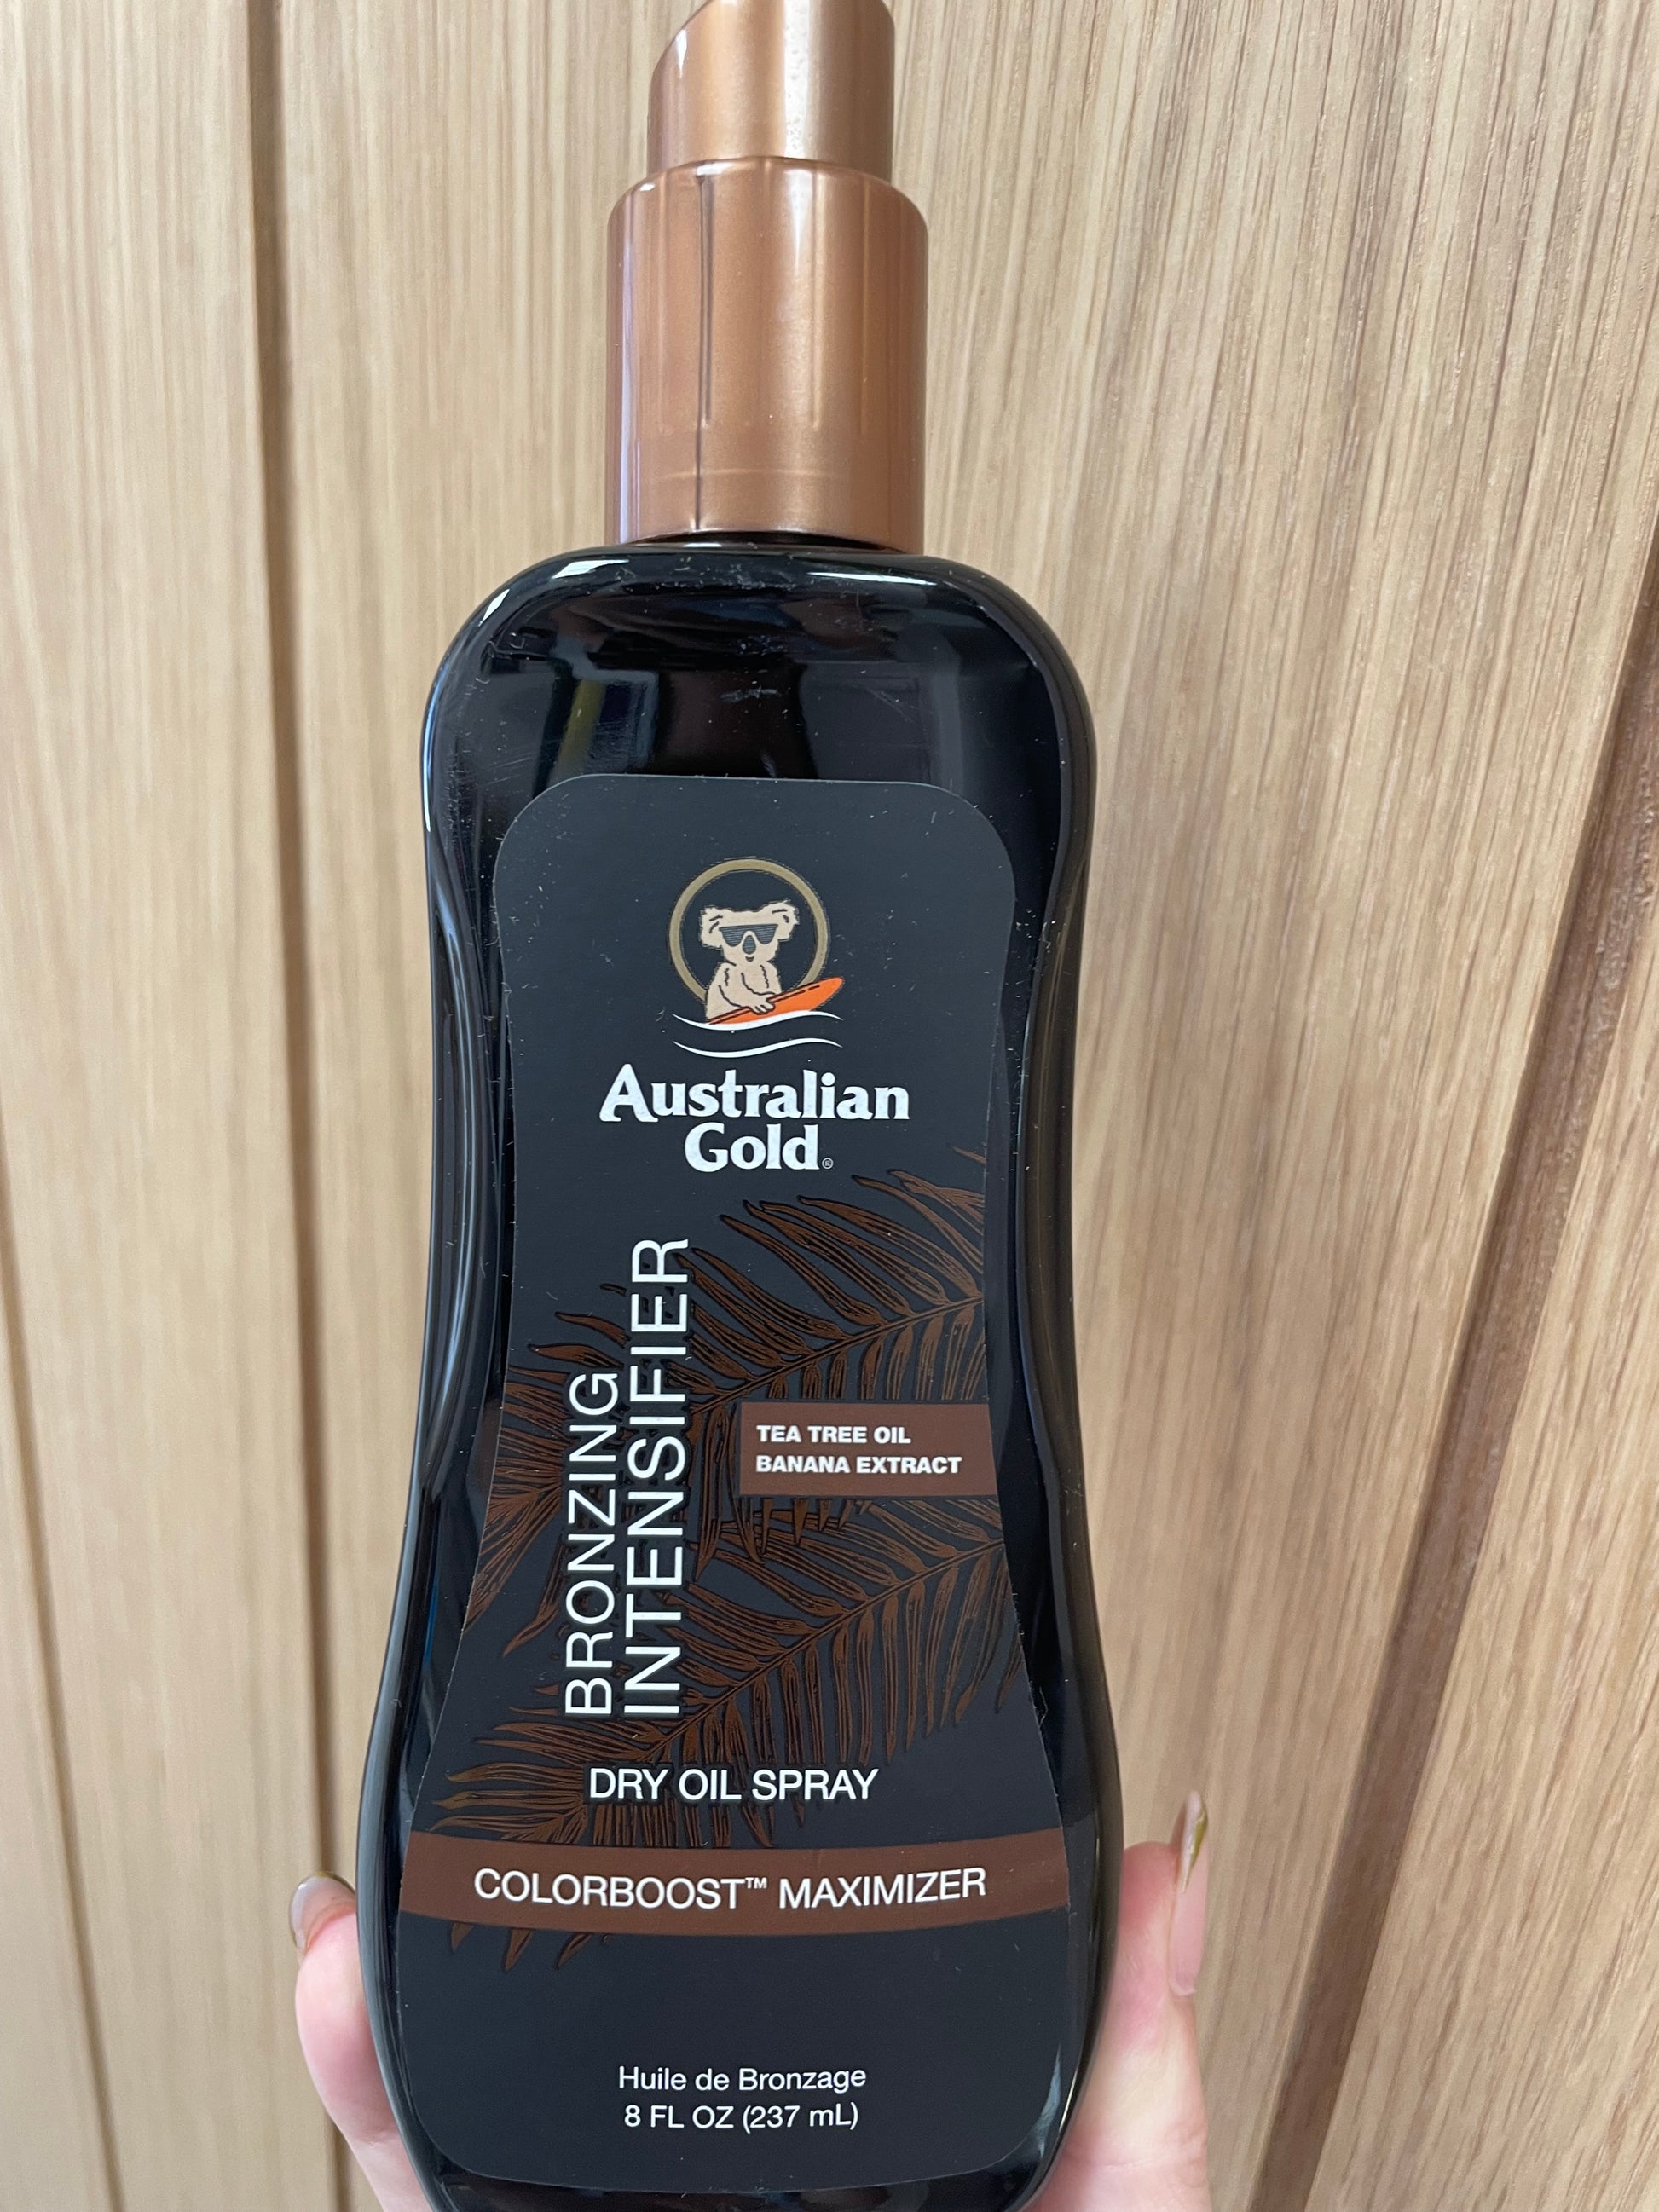 Australian
Gold®
BRONZING
INTENSIFIER
TEA TREE OIL
BANANA EXTRACT
DRY OIL SPRAY
COLORBOOST™ MAXIMIZER
Huile de Bronzage
8 FL OZ (237 mL)